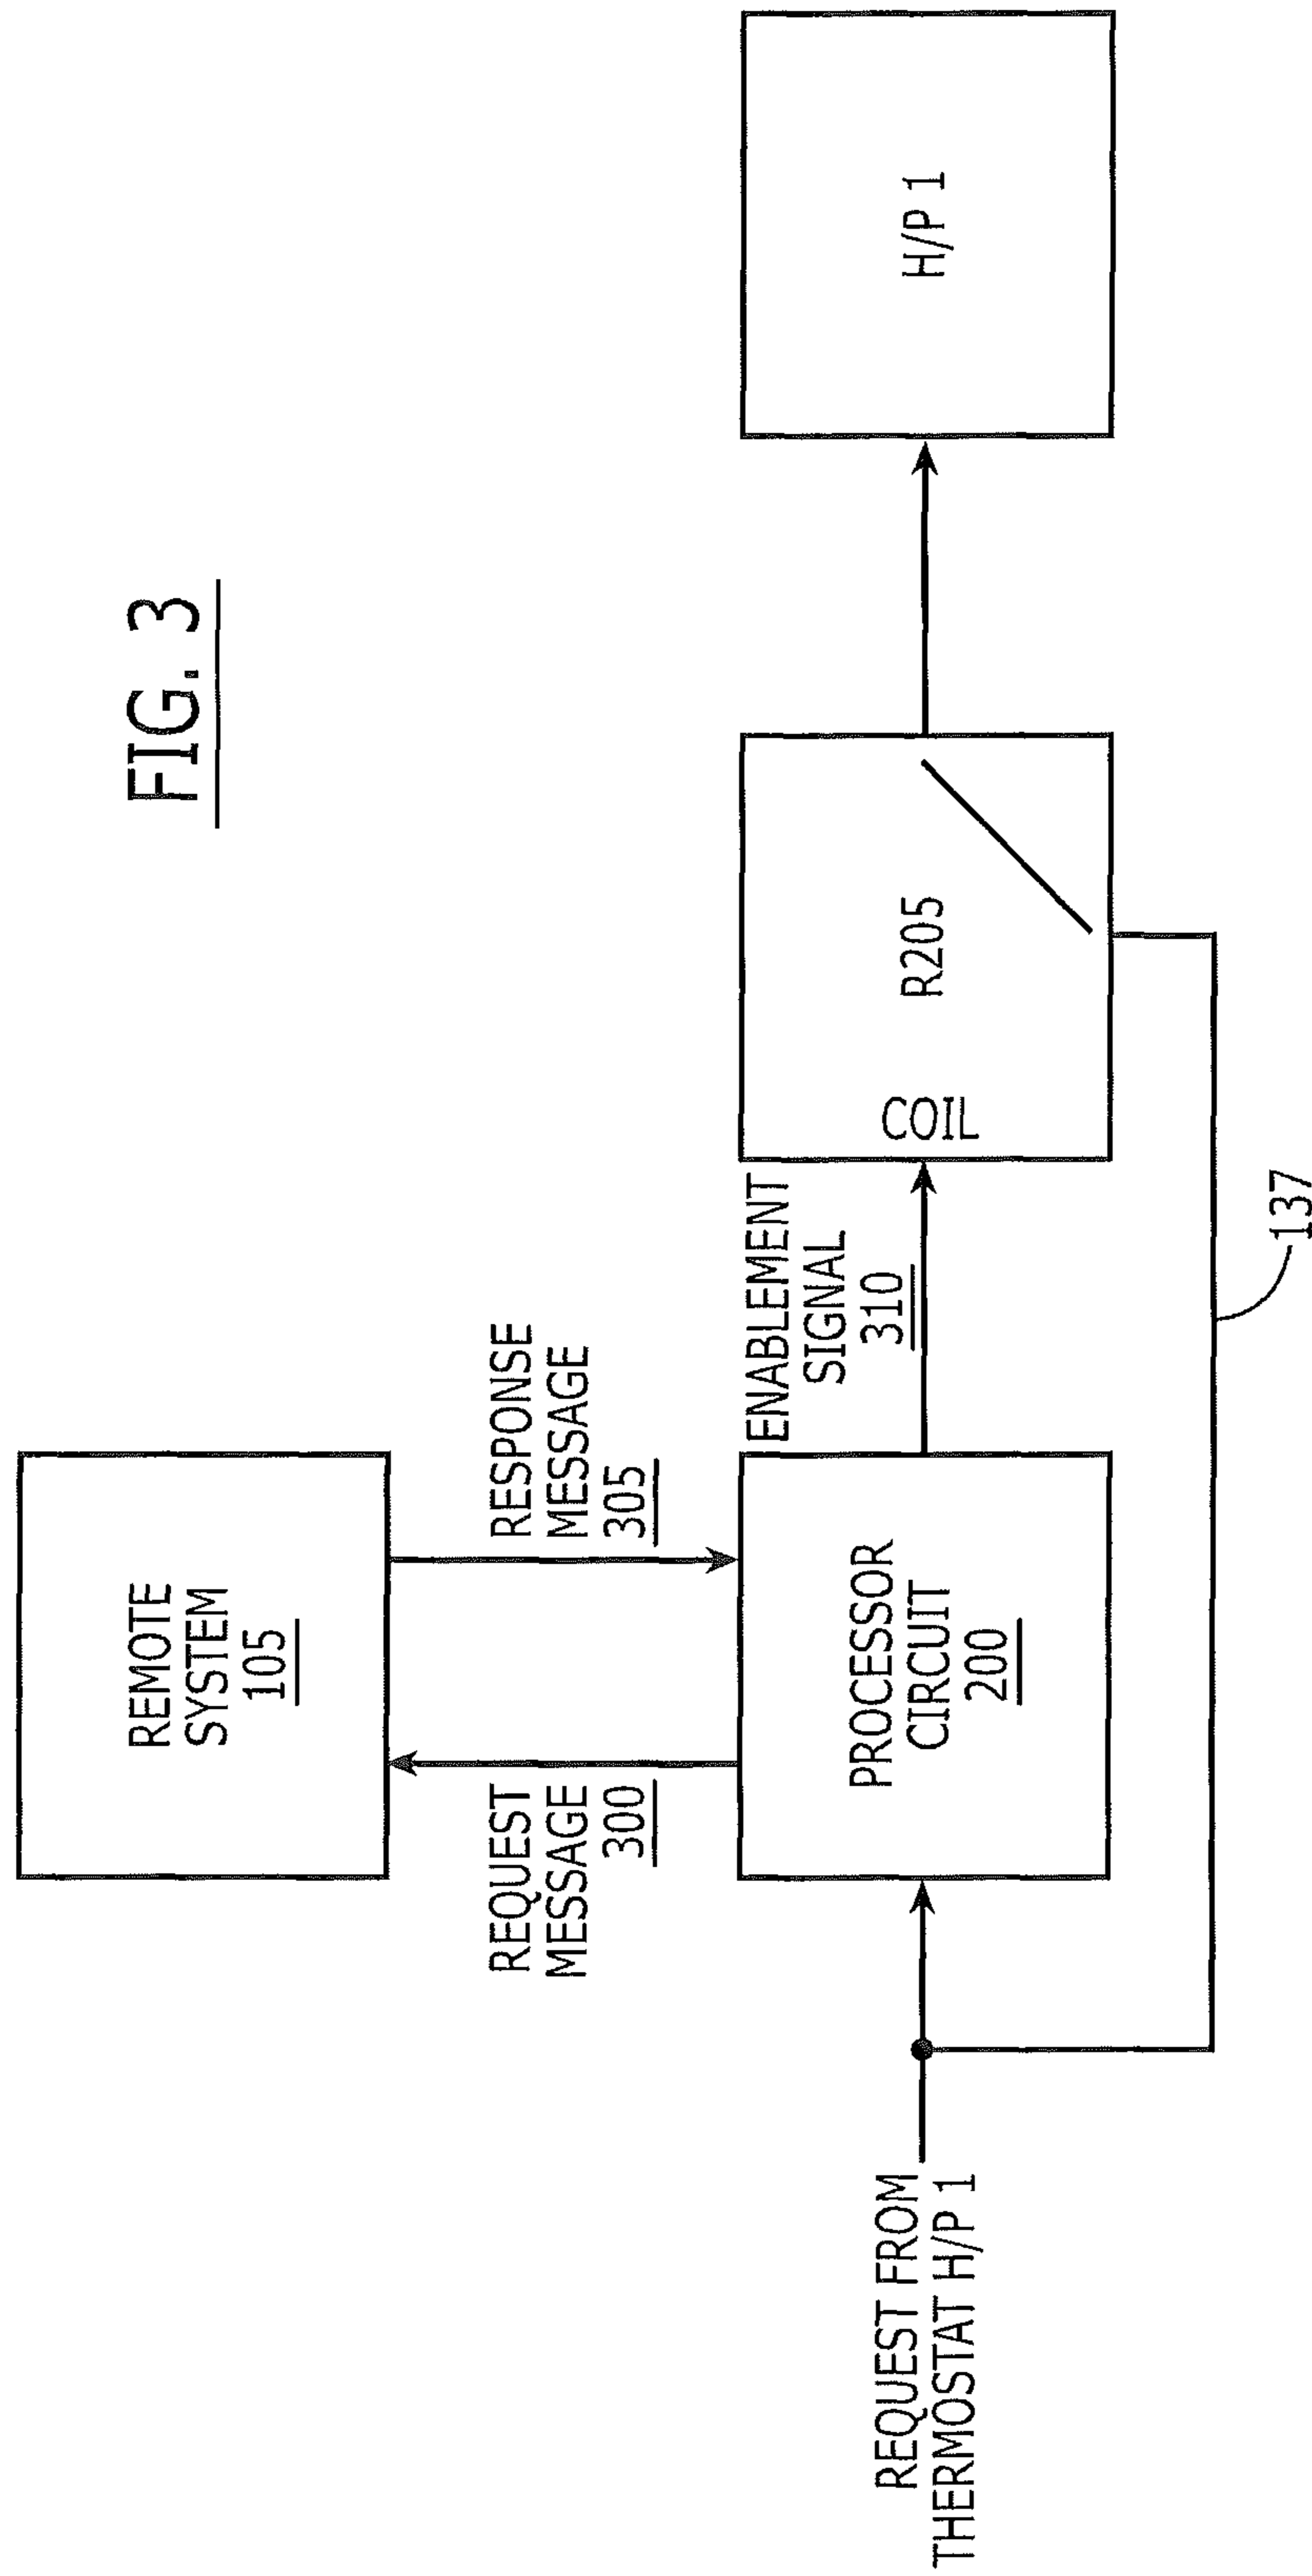 FIG. 3
REMOTE
SYSTEM
105
REQUEST
MESSAGE
300
RESPONSE
MESSAGE
305
REQUEST FROM
THERMOSTAT H/P 1
PROCESSOR
CIRCUIT
200
ENABLEMENT
SIGNAL
310
COIL
R205
H/P 1
137